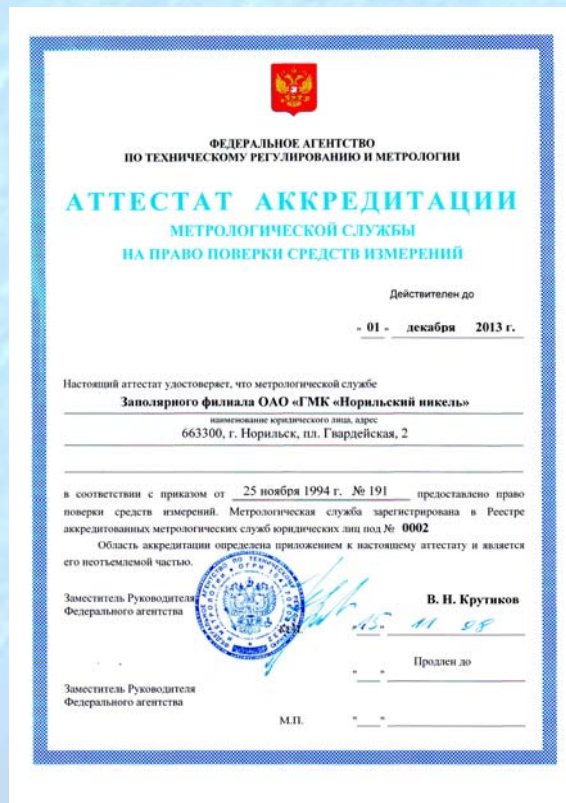 ФЕДЕРАЛЬНОЕ АГЕНТСТВО
ПО ТЕХНИЧЕСКОМУ РЕГУЛИРОВАНИЮ И МЕТРОЛОГИИ
АТТЕСТАТ АККРЕДИТАЦИИ
МЕТРОЛОГИЧЕСКОЙ СЛУЖБЫ
НА ПРАВО ПОВЕРКИ СРЕДСТВ ИЗМЕРЕНИЙ
Действителен до
" 01 " декабря 2013 г.
Настоящий аттестат удостоверяет, что метрологической службе
Заполярного филиала ОАО «ГМК «Норильский никель»
наименование юридического лица, адрес
663300, г. Норильск, пл. Гвардейская, 2
в соответствии с приказом от 25 ноября 1994 г. № 191 предоставлено право
поверки средств измерений. Метрологическая служба зарегистрирована в Реестре
аккредитованных метрологических служб юридических лиц под № 0002
Область аккредитации определена приложением к настоящему аттестату и является
его неотъемлемой частью.
Заместитель Руководителя
Федерального агентства
В. Н. Крутиков
"15" 11 08
Продлен до
Заместитель Руководителя
Федерального агентства
М.П.